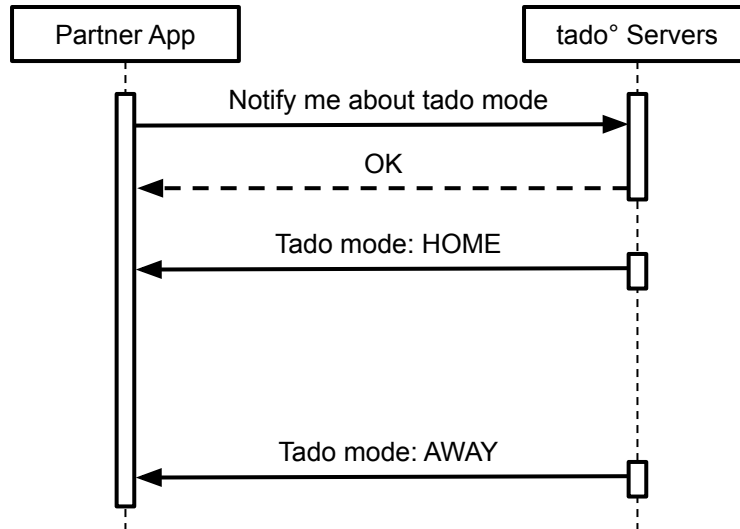 Partner App
tado° Servers
Notify me about tado mode
OK
Tado mode: HOME
Tado mode: AWAY